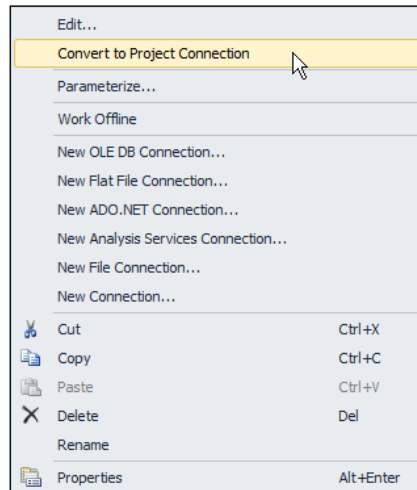 Edit...
Convert to Project Connection
Parameterize...
Work Offline
New OLE DB Connection...
New Flat File Connection...
New ADO.NET Connection...
New Analysis Services Connection...
New File Connection...
New Connection...
Cut Ctrl+X
Copy Ctrl+C
Paste Ctrl+V
Delete Del
Rename
Properties Alt+Enter